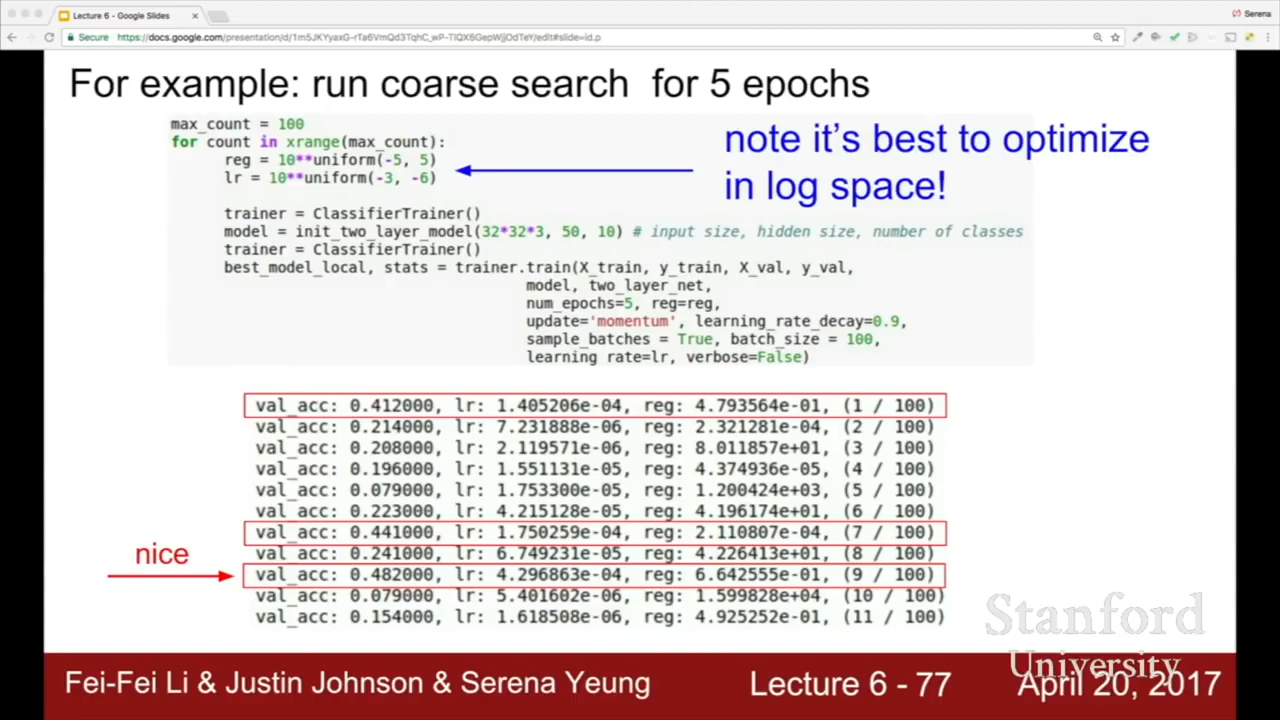 Lecture 6 - Google Slides
Serena
Secure
For example: run coarse search for 5 epochs
max_count = 100
for count in xrange(max_count):
reg = 10**uniform(-5, 5)
lr = 10**uniform(-3, -6)
note it's best to optimize
in log space!
trainer = ClassifierTrainer()
model = init_two_layer_model(32*32*3, 50, 10) # input size, hidden size, number of classes
trainer = ClassifierTrainer()
best_model_local, stats = trainer.train(X_train, y_train, X_val, y_val,
model, two_layer_net,
num_epochs=5, reg=reg,
update='momentum', learning_rate_decay=0.9,
sample_batches = True, batch_size = 100,
learning_rate=lr, verbose=False)
val_acc: 0.412000, lr: 1.405206e-04, reg: 4.793564e-01, (1 / 100)
val_acc: 0.214000, lr: 7.231888e-06, reg: 2.321281e-04, (2 / 100)
val_acc: 0.208000, lr: 2.119571e-06, reg: 8.011857e+01, (3 / 100)
val_acc: 0.196000, lr: 1.551131e-05, reg: 4.374936e-05, (4 / 100)
val_acc: 0.079000, lr: 1.753300e-05, reg: 1.200424e+03, (5 / 100)
val_acc: 0.223000, lr: 4.215128e-05, reg: 4.196174e+01, (6 / 100)
val_acc: 0.441000, lr: 1.750259e-04, reg: 2.110807e-04, (7 / 100)
val_acc: 0.241000, lr: 6.749231e-05, reg: 4.226413e+01, (8 / 100)
nice
val_acc: 0.482000, lr: 4.296863e-04, reg: 6.642555e-01, (9 / 100)
val_acc: 0.079000, lr: 5.401602e-06, reg: 1.599828e+04, (10 / 100)
val_acc: 0.154000, lr: 1.618508e-06, reg: 4.925252e-01, (11 / 100)
Stanford
University
Fei-Fei Li & Justin Johnson & Serena Yeung
Lecture 6 - 77
April 20, 2017